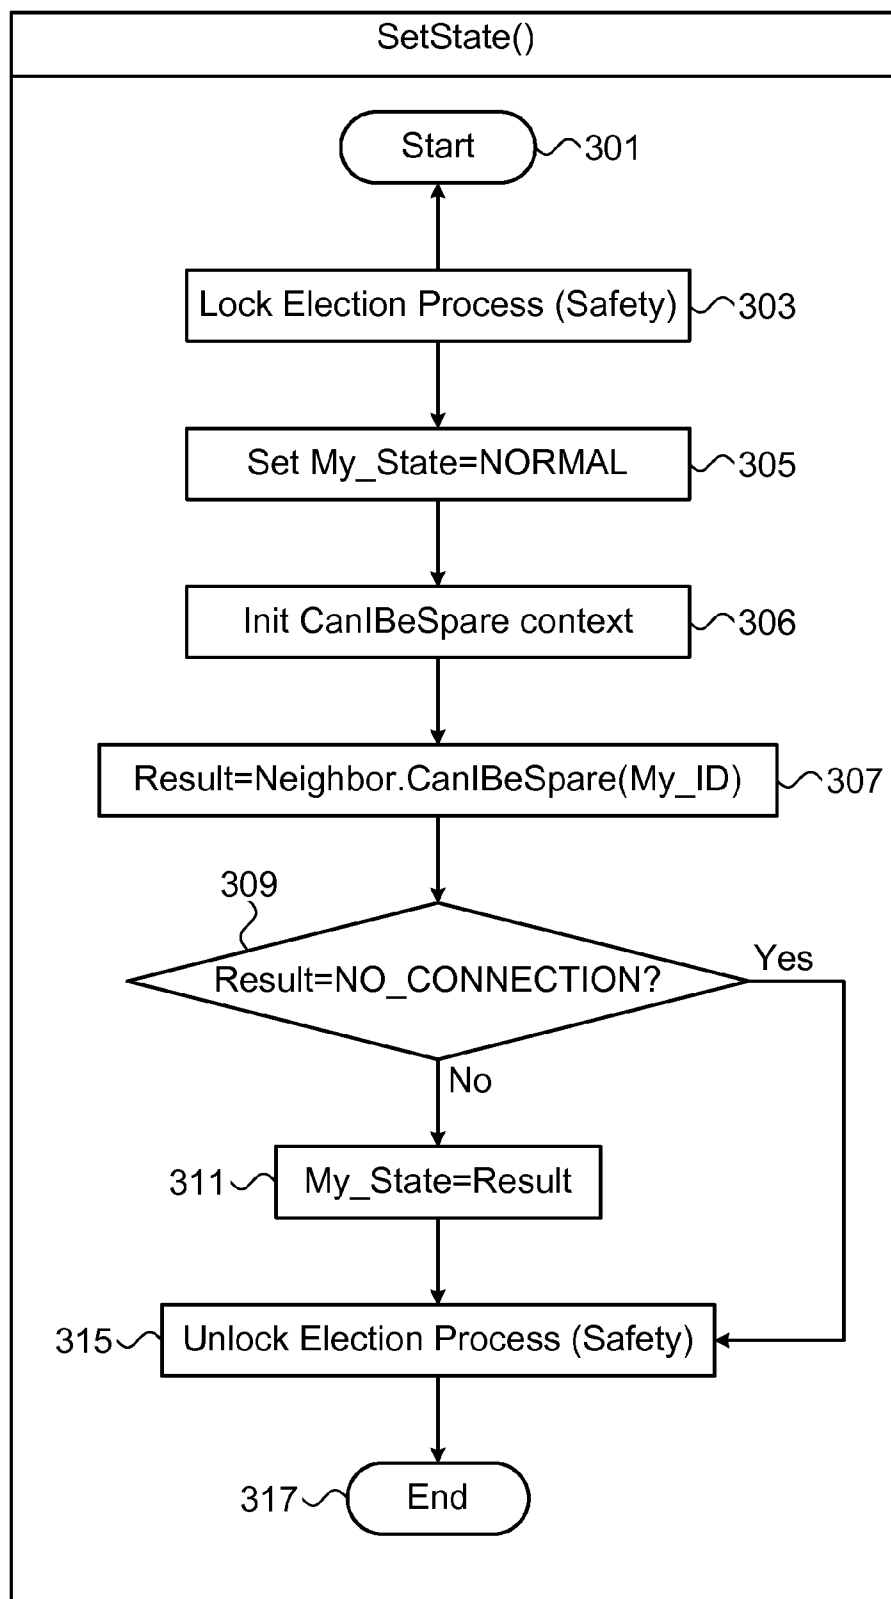 SetState()
Start
301
Lock Election Process (Safety)
303
Set My_State=NORMAL
305
Init CanIBeSpare context
306
Result=Neighbor.CanIBeSpare(My_ID)
307
309
Result=NO_CONNECTION?
Yes
No
311
My_State=Result
315
Unlock Election Process (Safety)
317
End